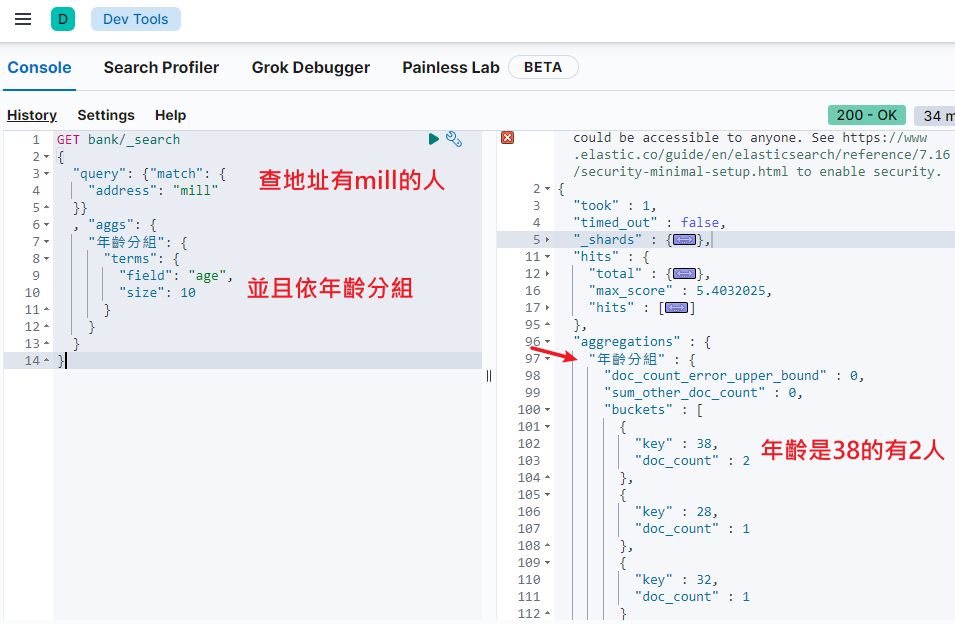 D Dev Tools
Console Search Profiler Grok Debugger Painless Lab BETA
History Settings Help
200 - OK 34 m
1 GET bank/_search
2 {
3 "query": {"match": {
4 "address": "mill"
5 }}
6 , "aggs": {
7 "年齡分組": {
8 "terms": {
9 "field": "age",
10 "size": 10
11 }
12 }
13 }
14 }
查地址有mill的人
並且依年齡分組
could be accessible to anyone. See https://www
.elastic.co/guide/en/elasticsearch/reference/7.16
/security-minimal-setup.html to enable security.
2 {
3 "took" : 1,
4 "timed_out" : false,
5 "_shards" : {},
11 "hits" : {
12 "total" : {},
16 "max_score" : 5.4032025,
17 "hits" : []
95 },
96 "aggregations" : {
97 "年齡分組" : {
98 "doc_count_error_upper_bound" : 0,
99 "sum_other_doc_count" : 0,
100 "buckets" : [
101 {
102 "key" : 38,
103 "doc_count" : 2
104 },
105 {
106 "key" : 28,
107 "doc_count" : 1
108 },
109 {
110 "key" : 32,
111 "doc_count" : 1
112 }
年齡是38的有2人